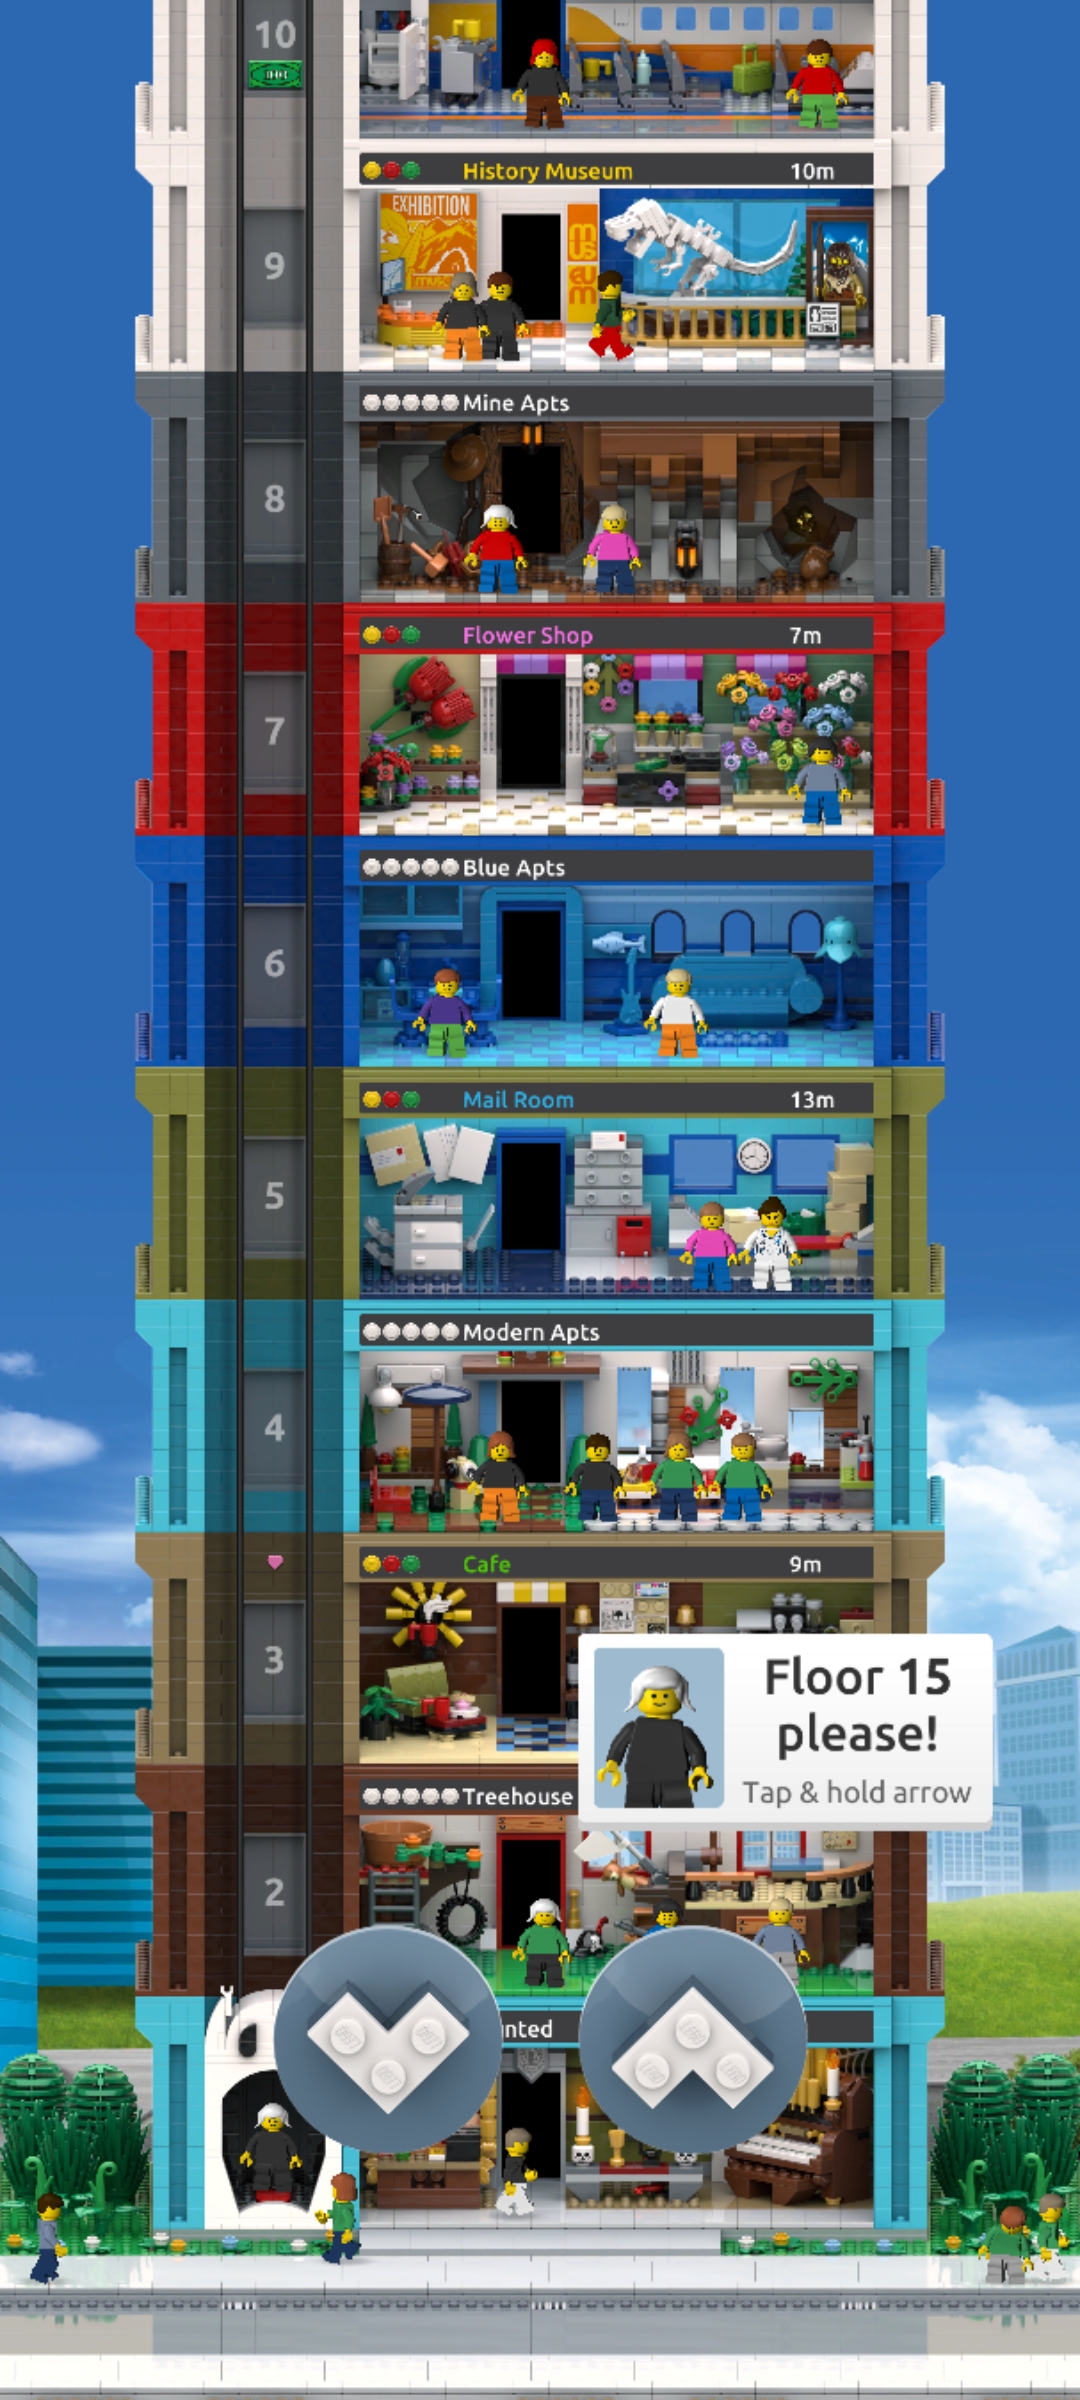 10
History Museum 10m
EXHIBITION
9
Mine Apts
8
Flower Shop 7m
7
Blue Apts
6
Mail Room 13m
5
Modern Apts
4
Cafe 9m
3
Floor 15
please!
Tap & hold arrow
Treehouse
2
nted